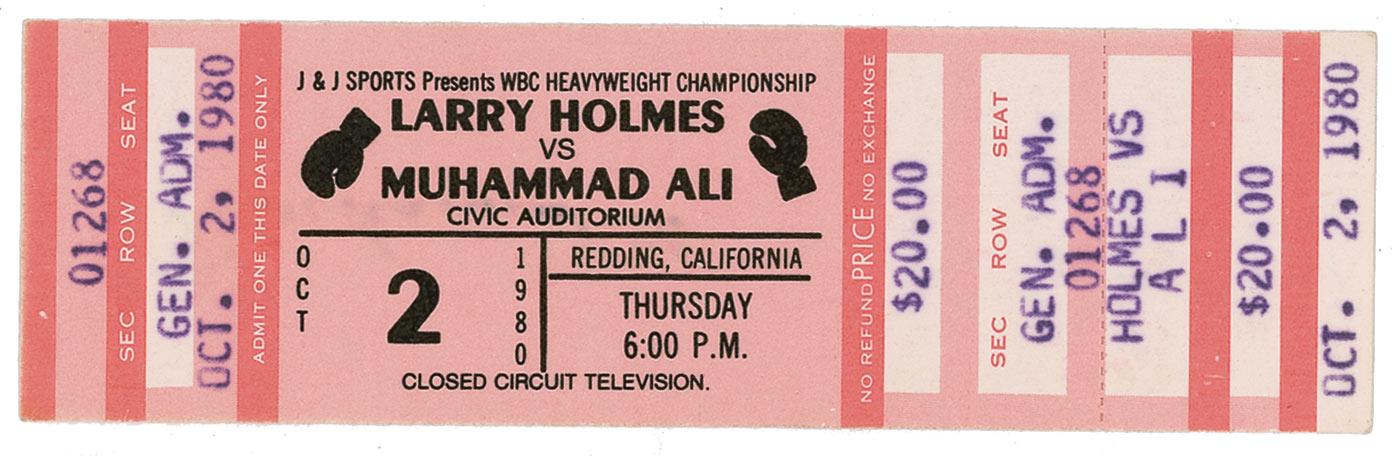 01268
SEC ROW SEAT
GEN. ADM.
OCT. 2, 1980
ADMIT ONE THIS DATE ONLY
J & J SPORTS Presents WBC HEAVYWEIGHT CHAMPIONSHIP
LARRY HOLMES
VS
MUHAMMAD ALI
CIVIC AUDITORIUM
OCT
2
1980
REDDING, CALIFORNIA
THURSDAY
6:00 P.M.
CLOSED CIRCUIT TELEVISION.
NO REFUND PRICE NO EXCHANGE
$20.00
SEC ROW SEAT
GEN. ADM.
01268
HOLMES VS
ALI
$20.00
OCT. 2, 1980